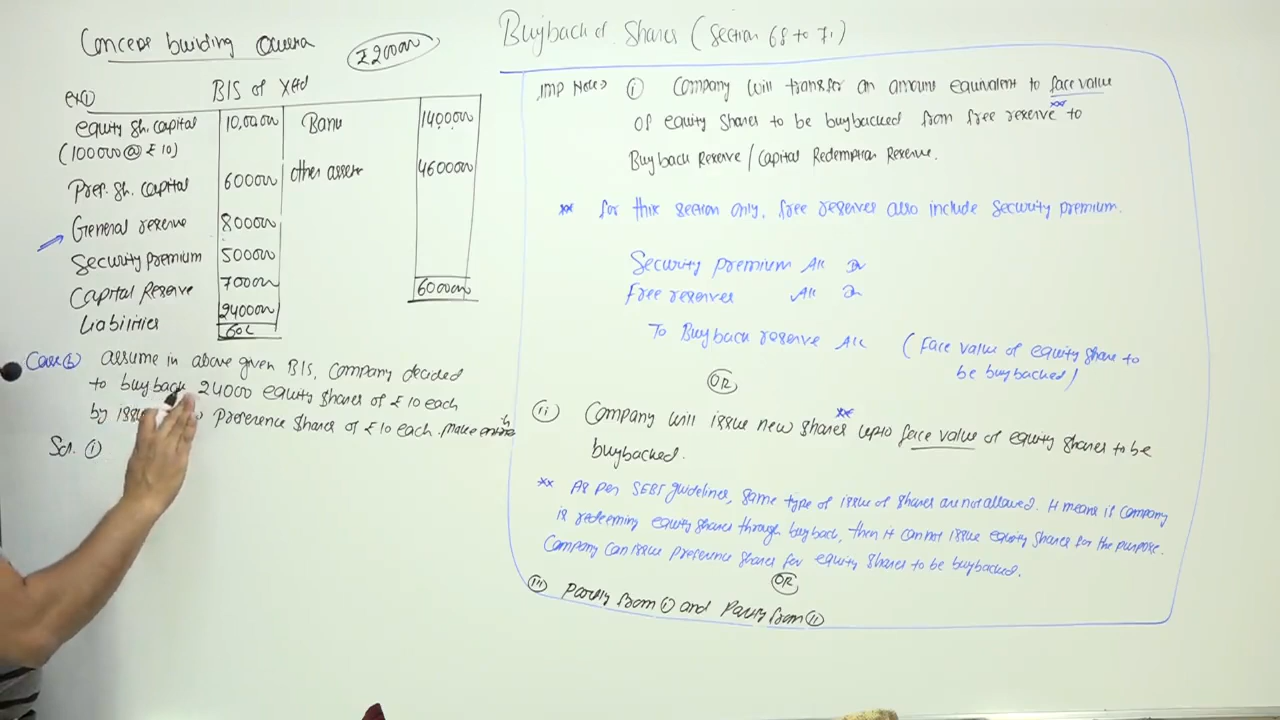 Concept building Querra
₹24000
Buyback of Shares (Section 68 to 71)
ex①
B/S of X Ltd
equity sh. capital 10,00,000 Bank 1400,000
(100000 @ ₹10)
Pref. sh. capital 600000 other assets 4600000
General reserve 800000
Security premium 500000
Capital Reserve 700000 6000000
Liabilities 2400000
60L
Case ⓑ Assume in above given B/S, Company decided
to buyback 24000 equity shares of ₹10 each
by Preference Shares of ₹10 each. Make
Sol. ①
Imp Notes ⓘ Company will transfer an amount equivalent to face value
of equity shares to be buybacked from free reserve** to
Buyback Reserve / Capital Redemption Reserve.
** for this section only, free reserves also include Security premium.
Security premium A/c Dr
Free reserves A/c Dr
To Buyback reserve A/c (Face value of equity share to
be buybacked)
OR
ⓘⓘ Company will issue new shares** upto face value of equity shares to be
buybacked.
** As per SEBI guidelines, same type of issue of shares are not allowed. It means if company
is redeeming equity shares through buyback, then it cannot issue equity shares for the purpose.
Company can issue preference shares for equity shares to be buybacked.
OR
ⓘⓘⓘ Partly from ⓘ and Partly from ⓘⓘ